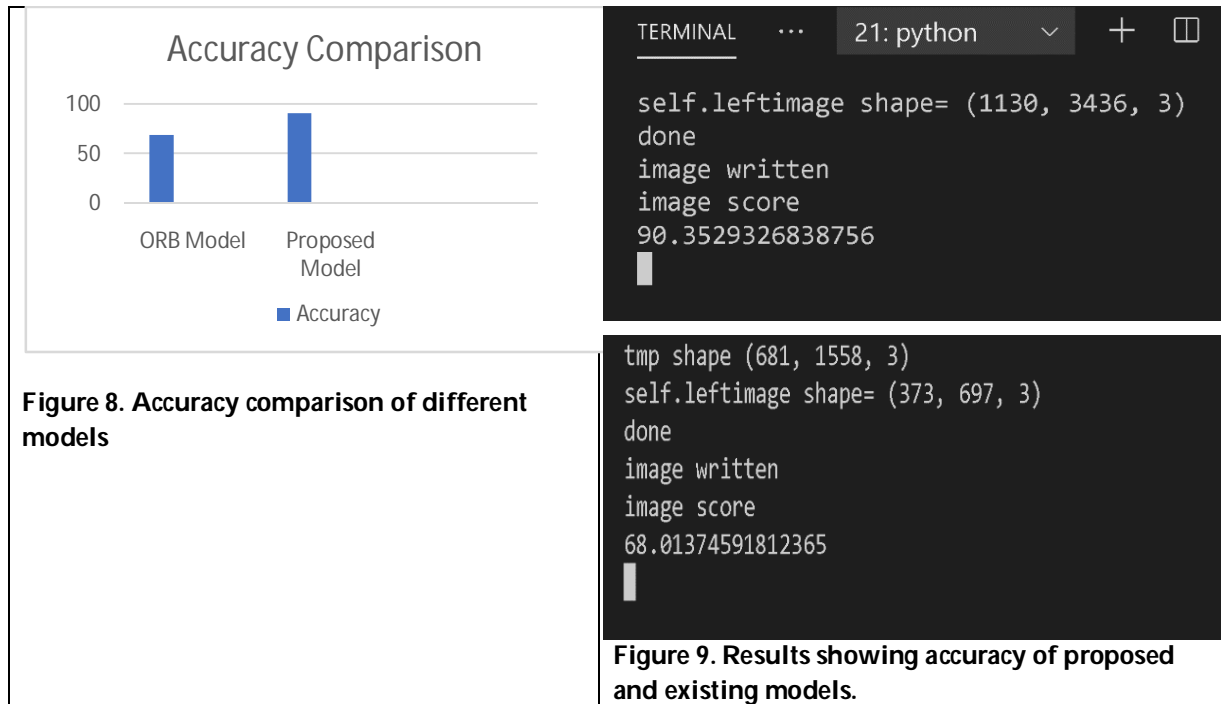 Accuracy Comparison
100
50
0
ORB Model
Proposed
Model
Accuracy
Figure 8. Accuracy comparison of different
models
TERMINAL ... 21: python
self.leftimage shape= (1130, 3436, 3)
done
image written
image score
90.3529326838756
tmp shape (681, 1558, 3)
self.leftimage shape= (373, 697, 3)
done
image written
image score
68.01374591812365
Figure 9. Results showing accuracy of proposed
and existing models.